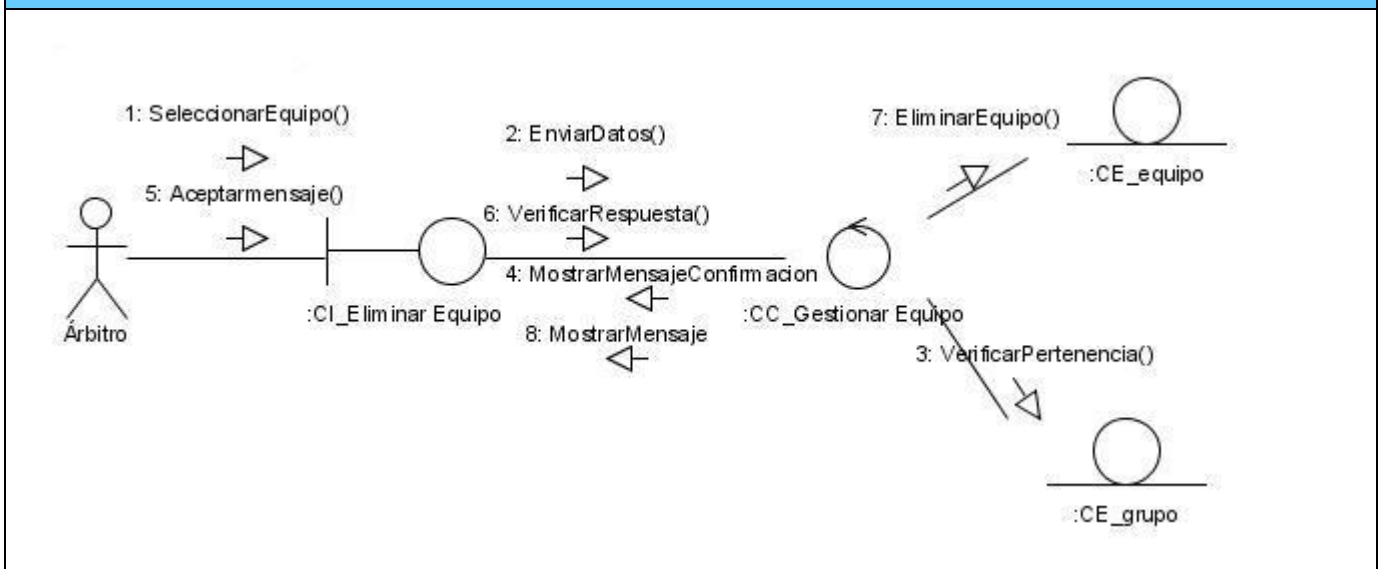 1: SeleccionarEquipo()
2: EnviarDatos()
7: EliminarEquipo()
:CE_equipo
5: Aceptarmensaje()
6: VerificarRespuesta()
4: MostrarMensajeConfirmacion
:CI_Eliminar Equipo
:CC_Gestionar Equipo
Árbitro
8: MostrarMensaje
3: VerificarPertenencia()
:CE_grupo